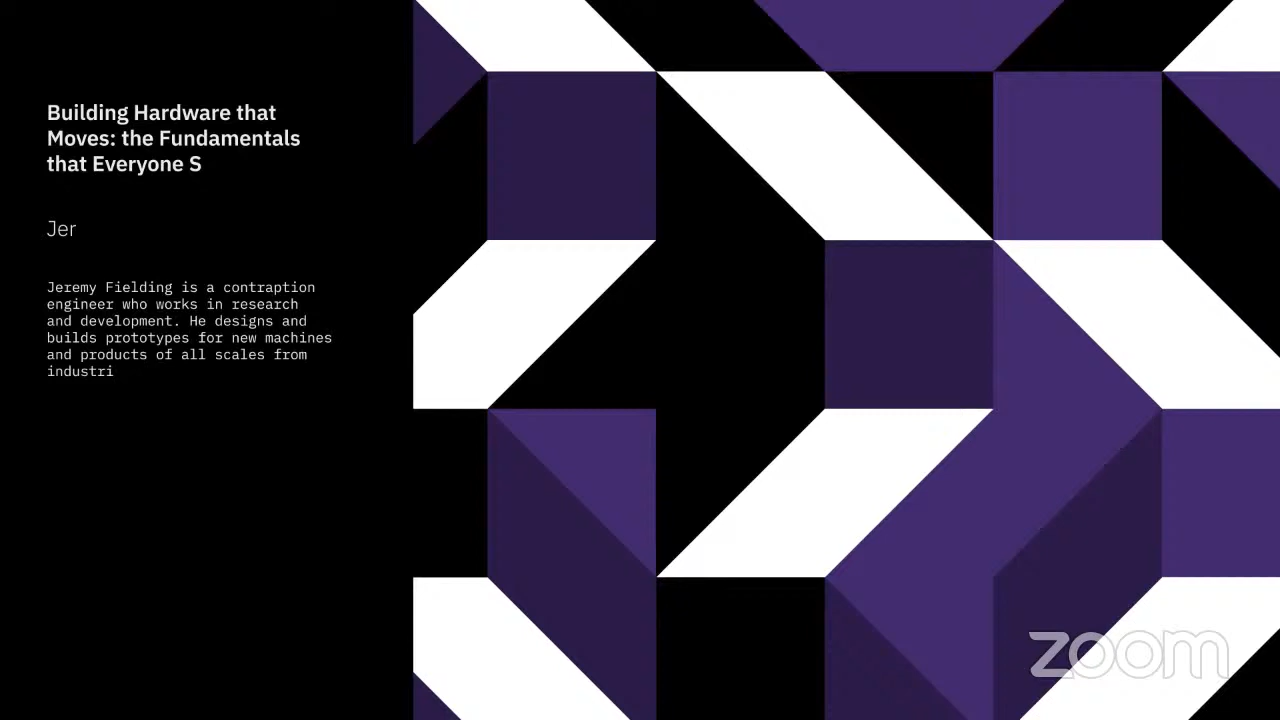 Building Hardware that
Moves: the Fundamentals
that Everyone S
Jer
Jeremy Fielding is a contraption
engineer who works in research
and development. He designs and
builds prototypes for new machines
and products of all scales from
industri
zoom